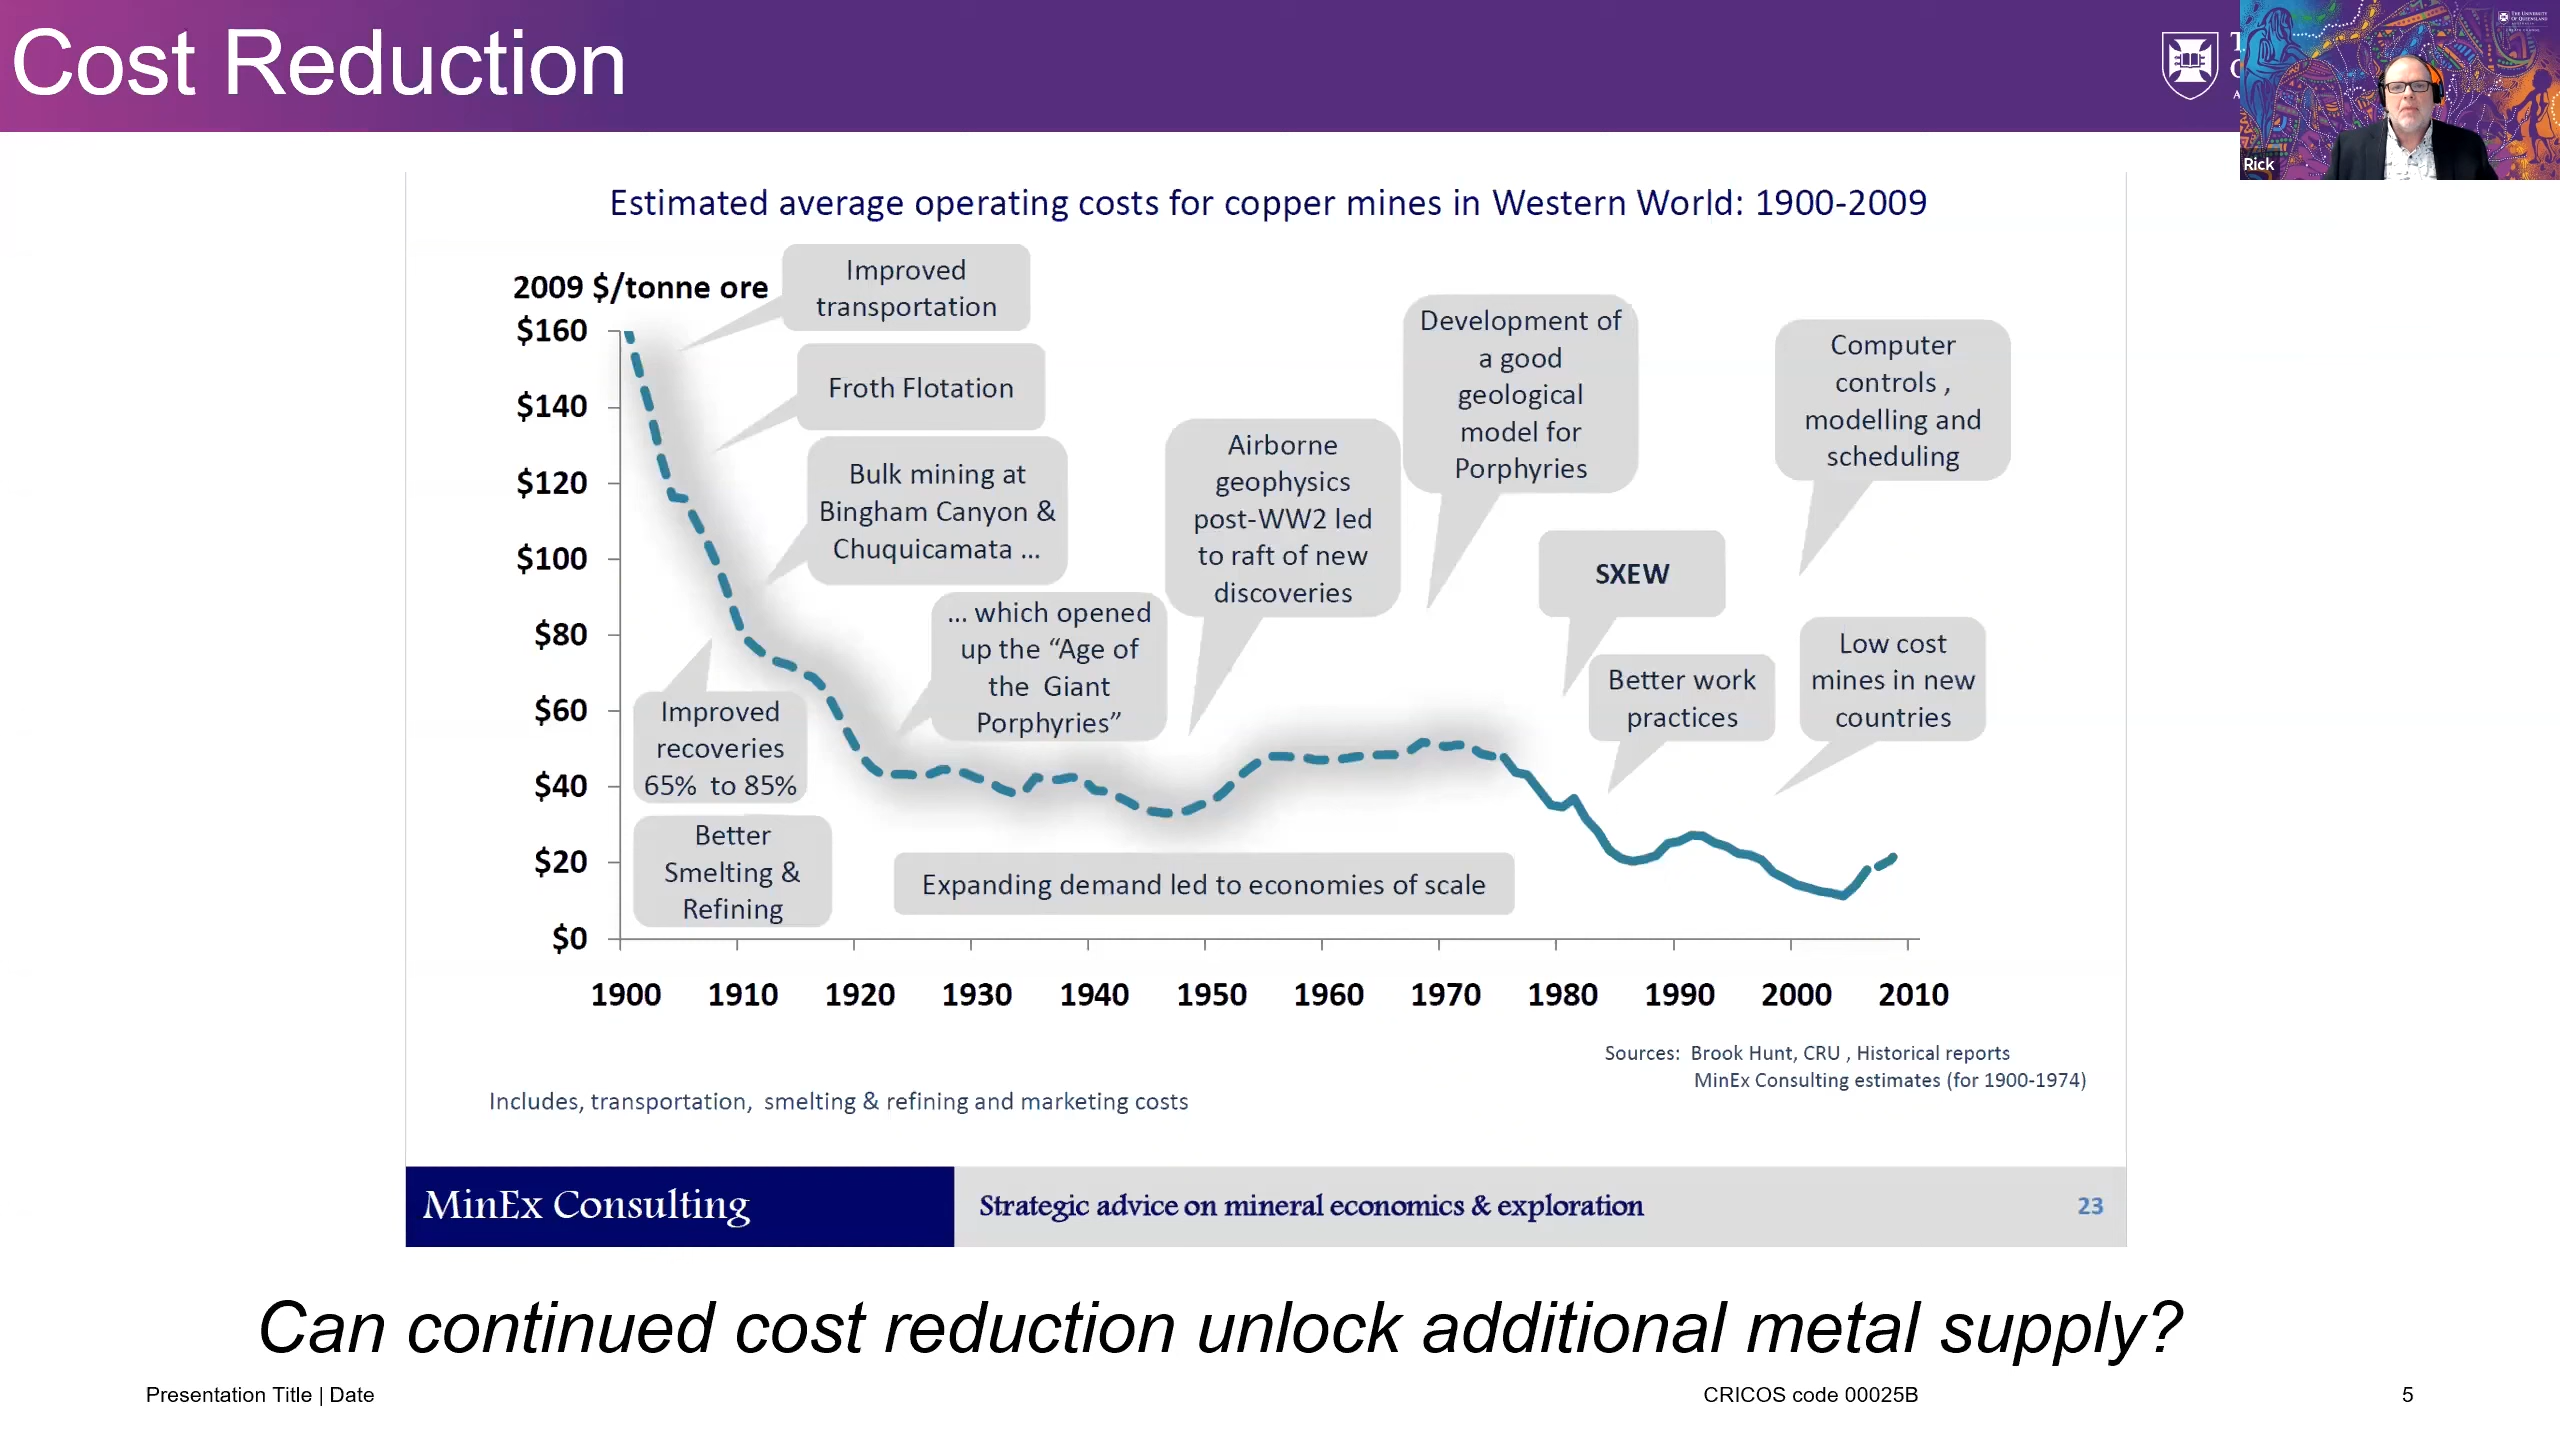 Cost Reduction
THE UNIVERSITY
OF QUEENSLAND
Rick
Estimated average operating costs for copper mines in Western World: 1900-2009
2009 $/tonne ore
$160
$140
$120
$100
$80
$60
$40
$20
$0
Improved
transportation
Froth Flotation
Bulk mining at
Bingham Canyon &
Chuquicamata ...
... which opened
up the “Age of
the Giant
Porphyries”
Airborne
geophysics
post-WW2 led
to raft of new
discoveries
Development of
a good
geological
model for
Porphyries
SXEW
Better work
practices
Computer
controls ,
modelling and
scheduling
Low cost
mines in new
countries
Improved
recoveries
65% to 85%
Better
Smelting &
Refining
Expanding demand led to economies of scale
1900 1910 1920 1930 1940 1950 1960 1970 1980 1990 2000 2010
Sources: Brook Hunt, CRU , Historical reports
MinEx Consulting estimates (for 1900-1974)
Includes, transportation, smelting & refining and marketing costs
MinEx Consulting
Strategic advice on mineral economics & exploration
23
Can continued cost reduction unlock additional metal supply?
Presentation Title | Date
CRICOS code 00025B
5